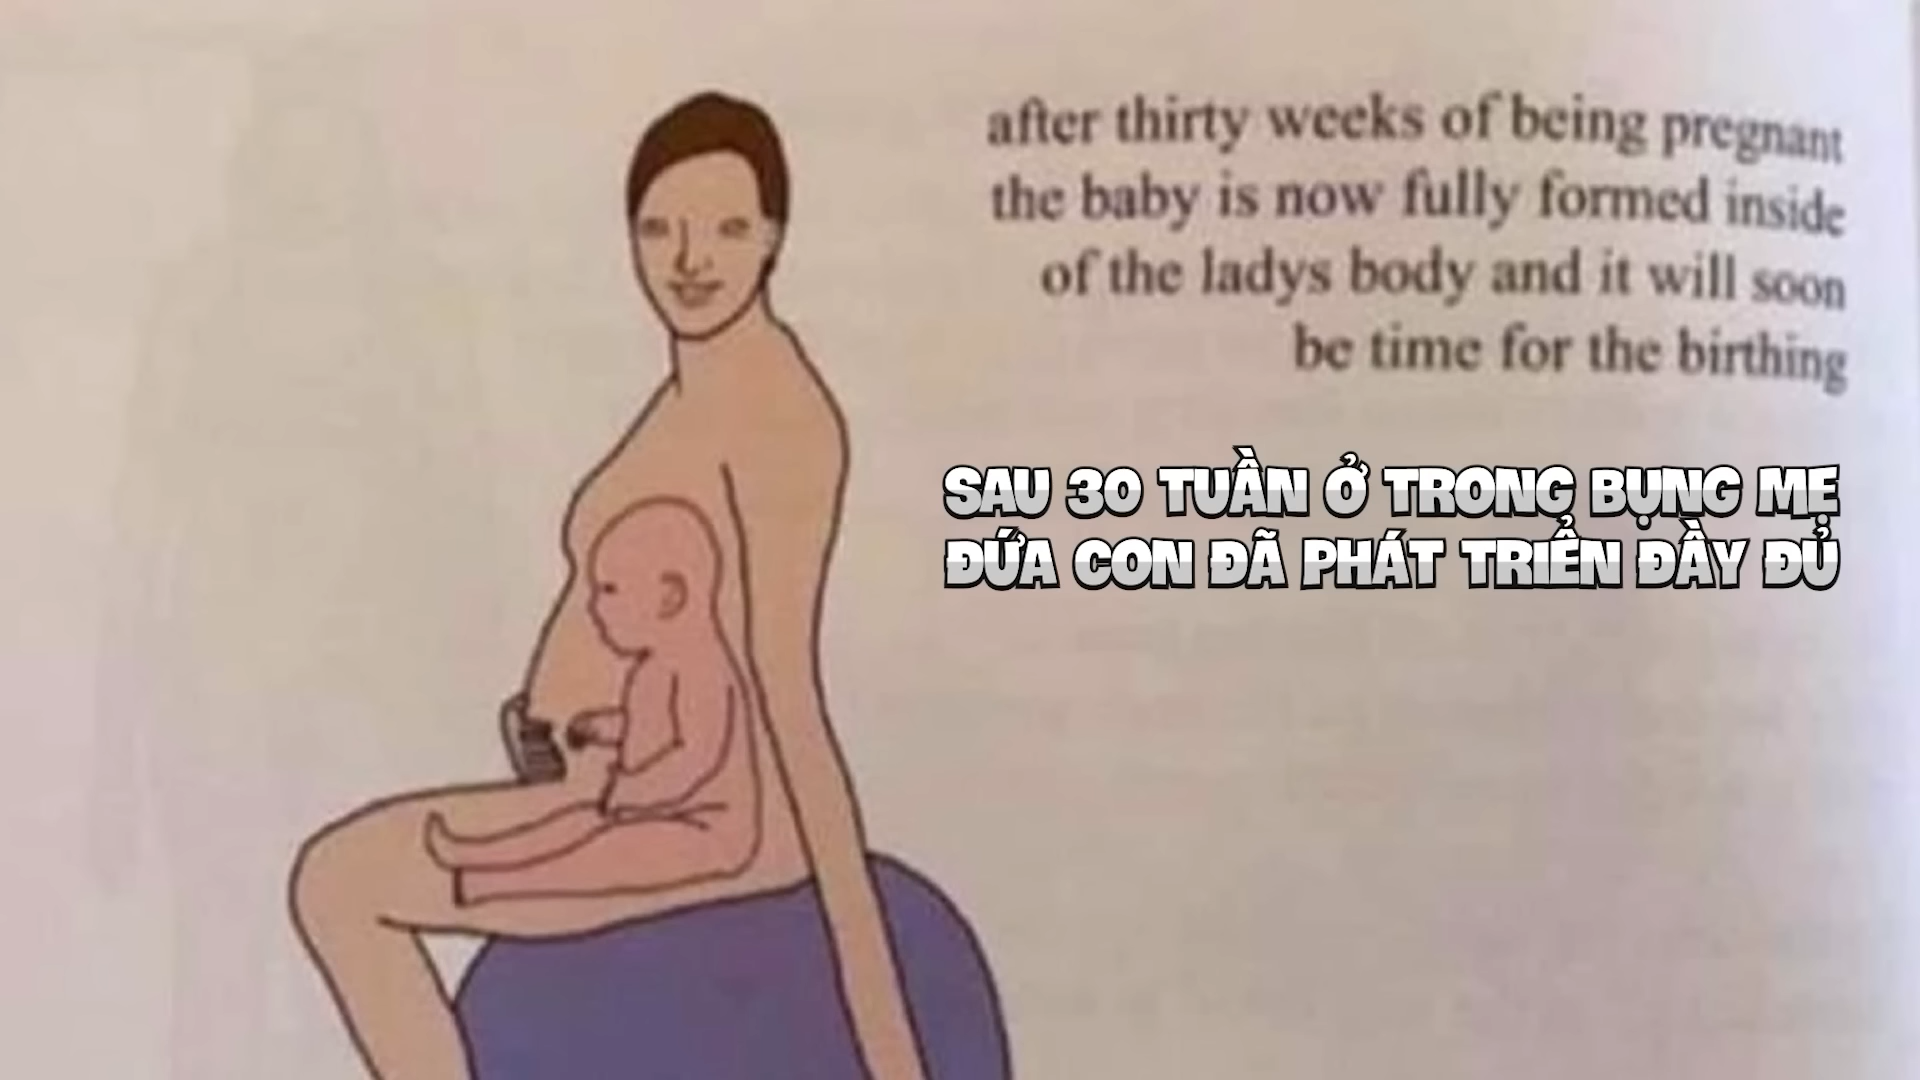 after thirty weeks of being pregnant
the baby is now fully formed inside
of the ladys body and it will soon
be time for the birthing
SAU 30 TUẦN Ở TRONG BỤNG MẸ
ĐỨA CON ĐÃ PHÁT TRIỂN ĐẦY ĐỦ